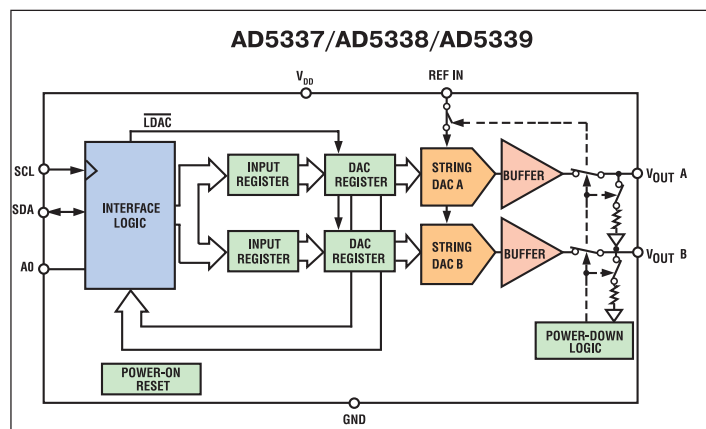 AD5337/AD5338/AD5339
VDD
REF IN
LDAC
SCL
SDA
A0
INTERFACE
LOGIC
INPUT
REGISTER
DAC
REGISTER
STRING
DAC A
BUFFER
VOUT A
INPUT
REGISTER
DAC
REGISTER
STRING
DAC B
BUFFER
VOUT B
POWER-ON
RESET
POWER-DOWN
LOGIC
GND